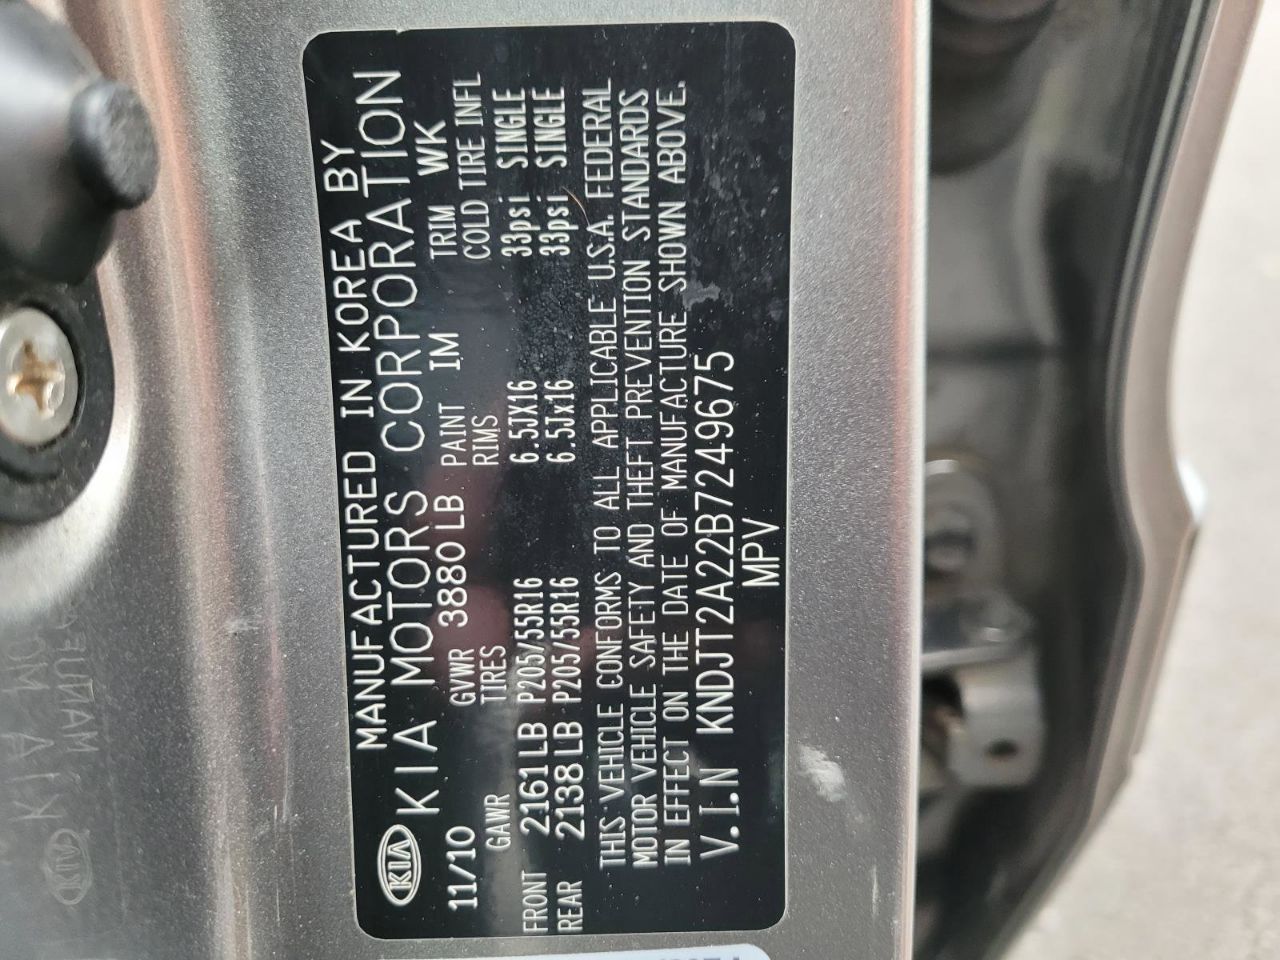 MANUFACTURED IN KOREA BY
KIA KIA MOTORS CORPORATION
11/10 GVWR 3880 LB PAINT IM TRIM WK
GAWR TIRES RIMS COLD TIRE INFL
FRONT 2161 LB P205/55R16 6.5JX16 33psi SINGLE
REAR 2138 LB P205/55R16 6.5Jx16 33psi SINGLE
THIS VEHICLE CONFORMS TO ALL APPLICABLE U.S.A. FEDERAL
MOTOR VEHICLE SAFETY AND THEFT PREVENTION STANDARDS
IN EFFECT ON THE DATE OF MANUFACTURE SHOWN ABOVE.
V.I.N KNDJT2A22B7249675
MPV